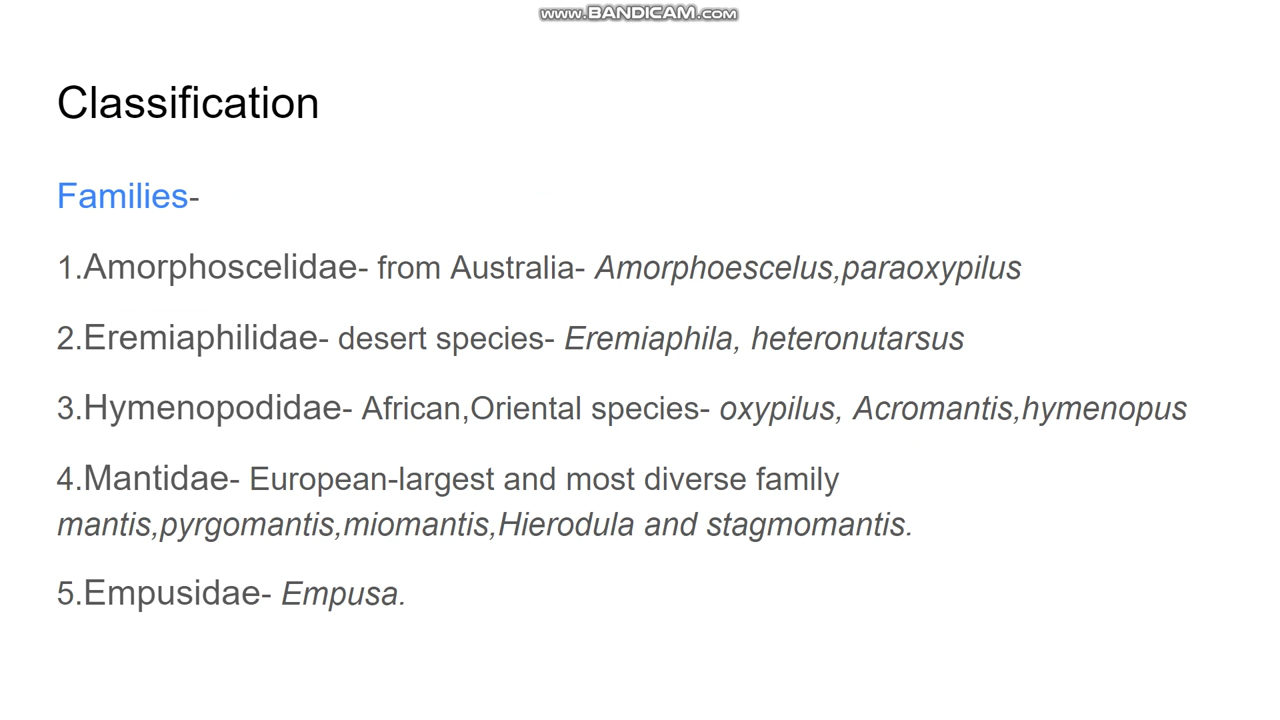 www.BANDICAM.com
Classification
Families-
1.Amorphoscelidae- from Australia- Amorphoescelus,paraoxypilus
2.Eremiaphilidae- desert species- Eremiaphila, heteronutarsus
3.Hymenopodidae- African,Oriental species- oxypilus, Acromantis,hymenopus
4.Mantidae- European-largest and most diverse family
mantis,pyrgomantis,miomantis,Hierodula and stagmomantis.
5.Empusidae- Empusa.